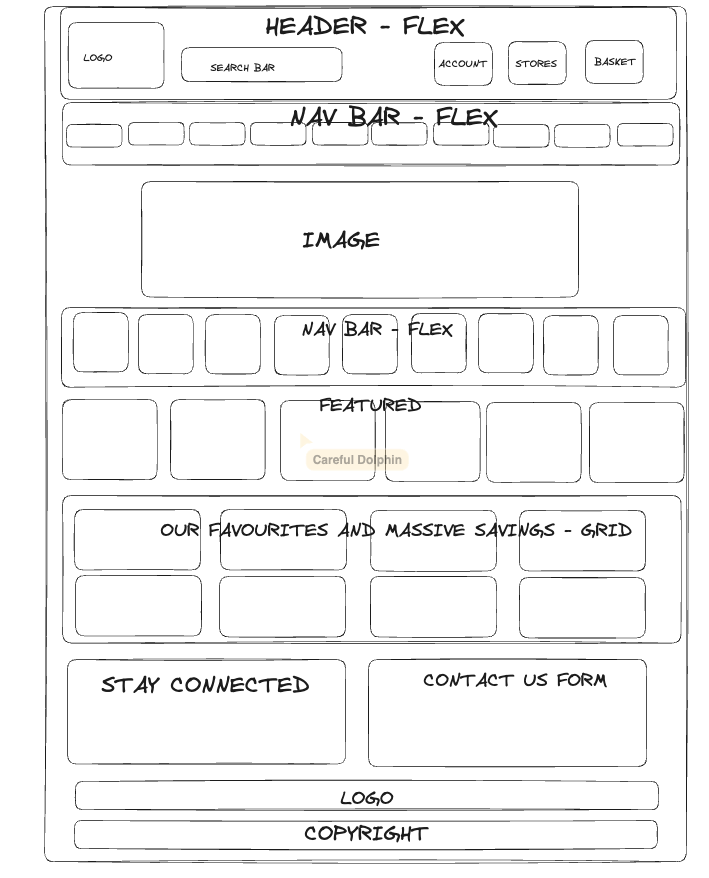 HEADER - FLEX
LOGO
SEARCH BAR
ACCOUNT
STORES
BASKET
NAV BAR - FLEX
IMAGE
NAV BAR - FLEX
FEATURED
Careful Dolphin
OUR FAVOURITES AND MASSIVE SAVINGS - GRID
STAY CONNECTED
CONTACT US FORM
LOGO
COPYRIGHT